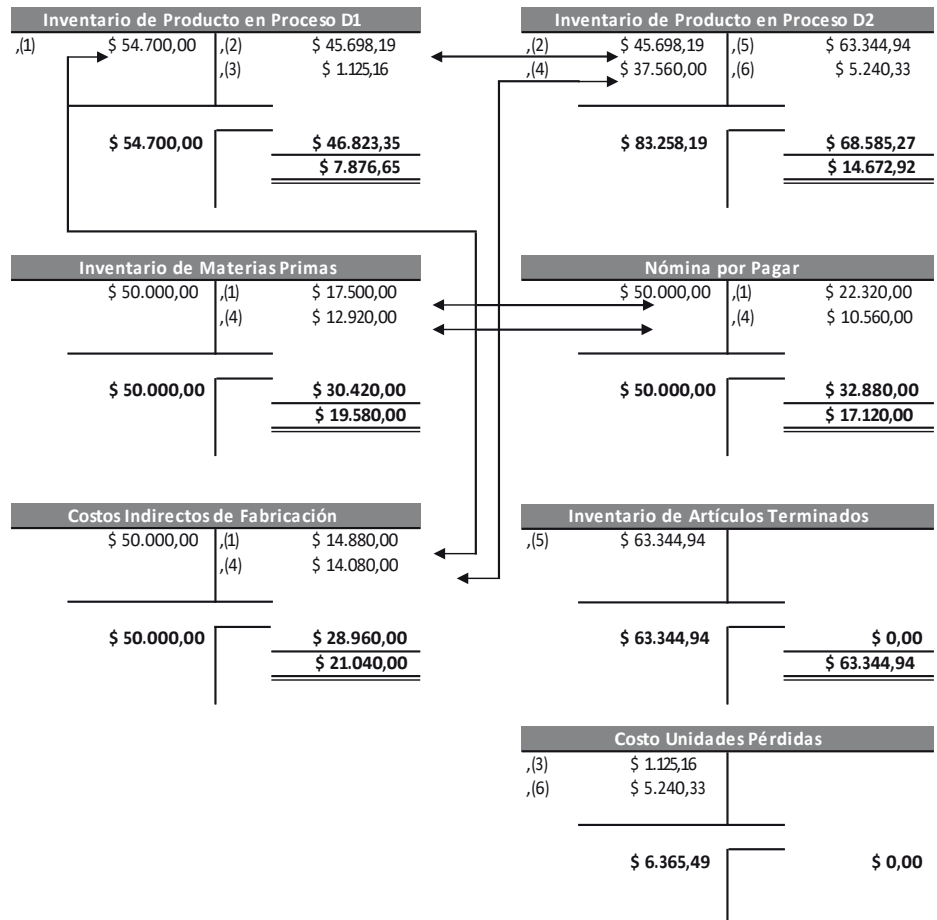 Inventario de Producto en Proceso D1
,(1) $ 54.700,00 ,(2) $ 45.698,19
,(3) $ 1.125,16
$ 54.700,00 $ 46.823,35
$ 7.876,65
Inventario de Producto en Proceso D2
,(2) $ 45.698,19 ,(5) $ 63.344,94
,(4) $ 37.560,00 ,(6) $ 5.240,33
$ 83.258,19 $ 68.585,27
$ 14.672,92
Inventario de Materias Primas
$ 50.000,00 ,(1) $ 17.500,00
,(4) $ 12.920,00
$ 50.000,00 $ 30.420,00
$ 19.580,00
Nómina por Pagar
$ 50.000,00 ,(1) $ 22.320,00
,(4) $ 10.560,00
$ 50.000,00 $ 32.880,00
$ 17.120,00
Costos Indirectos de Fabricación
$ 50.000,00 ,(1) $ 14.880,00
,(4) $ 14.080,00
$ 50.000,00 $ 28.960,00
$ 21.040,00
Inventario de Artículos Terminados
,(5) $ 63.344,94
$ 63.344,94 $ 0,00
$ 63.344,94
Costo Unidades Pérdidas
,(3) $ 1.125,16
,(6) $ 5.240,33
$ 6.365,49 $ 0,00